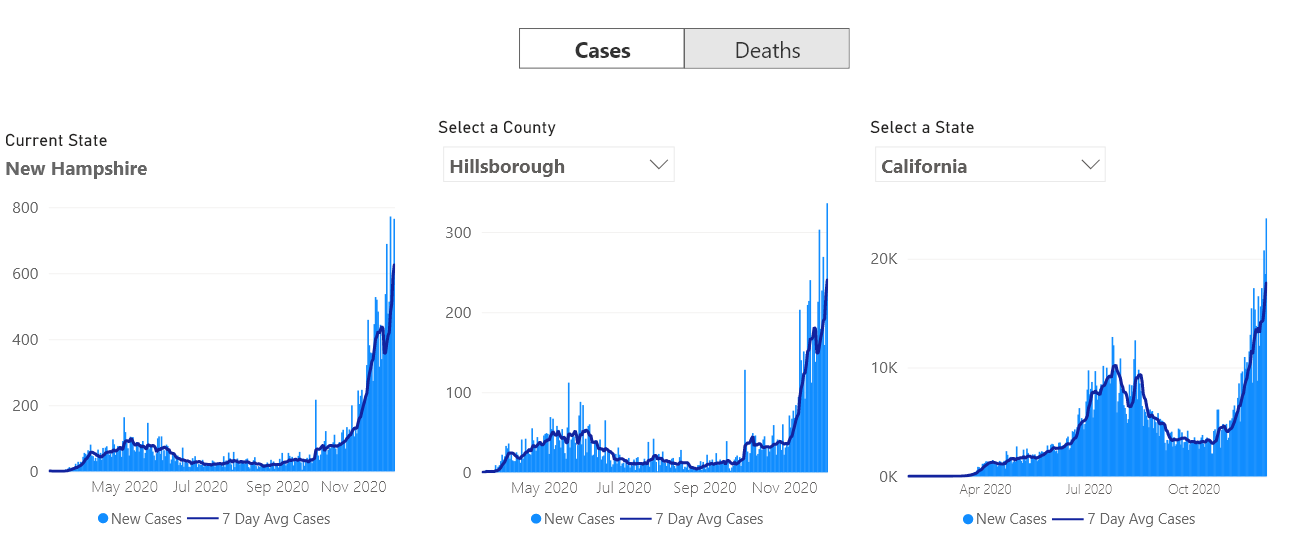 Cases Deaths
Current State
New Hampshire
800
600
400
200
0
May 2020 Jul 2020 Sep 2020 Nov 2020
New Cases 7 Day Avg Cases
Select a County
Hillsborough
300
200
100
0
May 2020 Jul 2020 Sep 2020 Nov 2020
New Cases 7 Day Avg Cases
Select a State
California
20K
10K
0K
Apr 2020 Jul 2020 Oct 2020
New Cases 7 Day Avg Cases